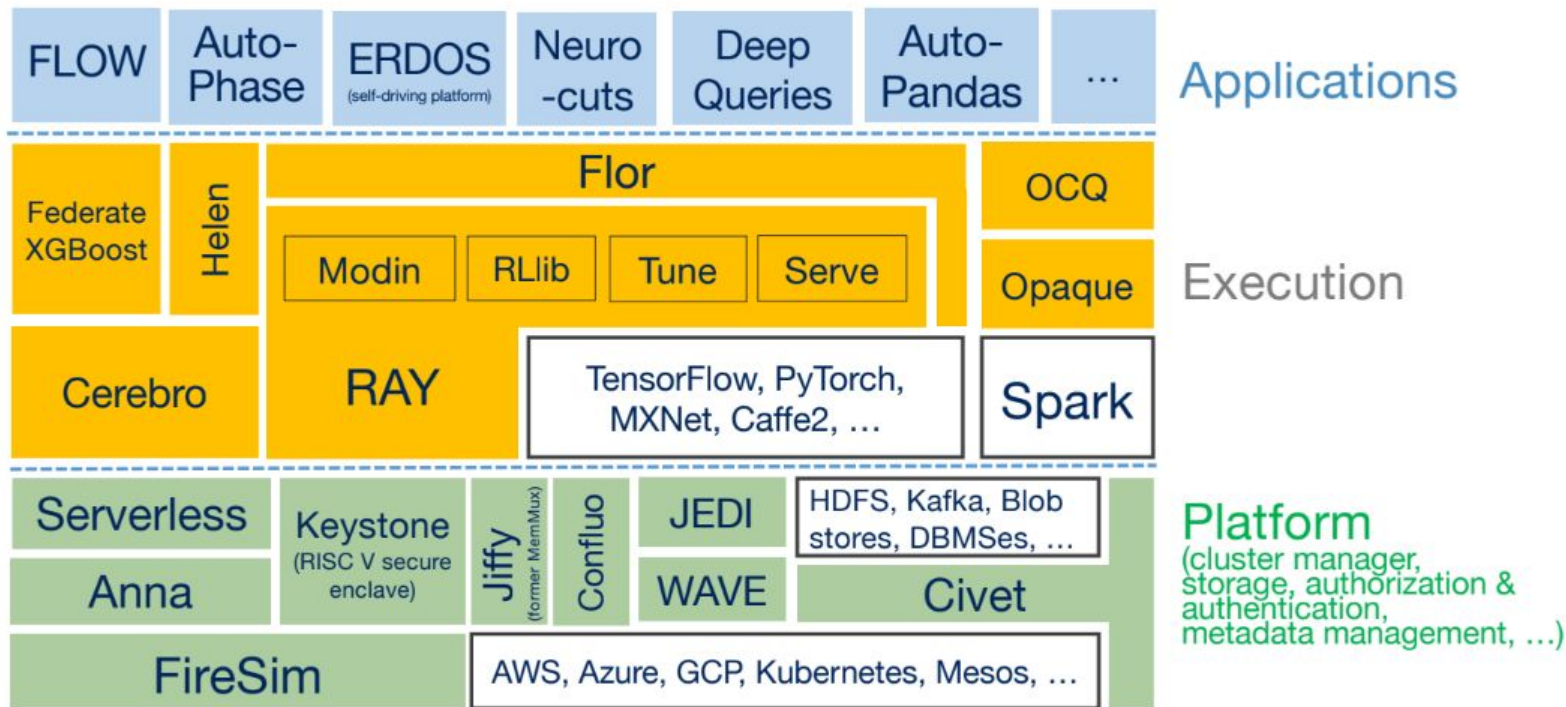 FLOW
Auto-
Phase
ERDOS
(self-driving platform)
Neuro
-cuts
Deep
Queries
Auto-
Pandas
...
Applications
Federate
XGBoost
Helen
Flor
Modin
RLlib
Tune
Serve
OCQ
Opaque
Execution
Cerebro
RAY
TensorFlow, PyTorch,
MXNet, Caffe2, ...
Spark
Serverless
Anna
Keystone
(RISC V secure
enclave)
Jiffy
(former MemMux)
Confluo
JEDI
WAVE
HDFS, Kafka, Blob
stores, DBMSes, ...
Civet
Platform
(cluster manager,
storage, authorization &
authentication,
metadata management, ...)
FireSim
AWS, Azure, GCP, Kubernetes, Mesos, ...